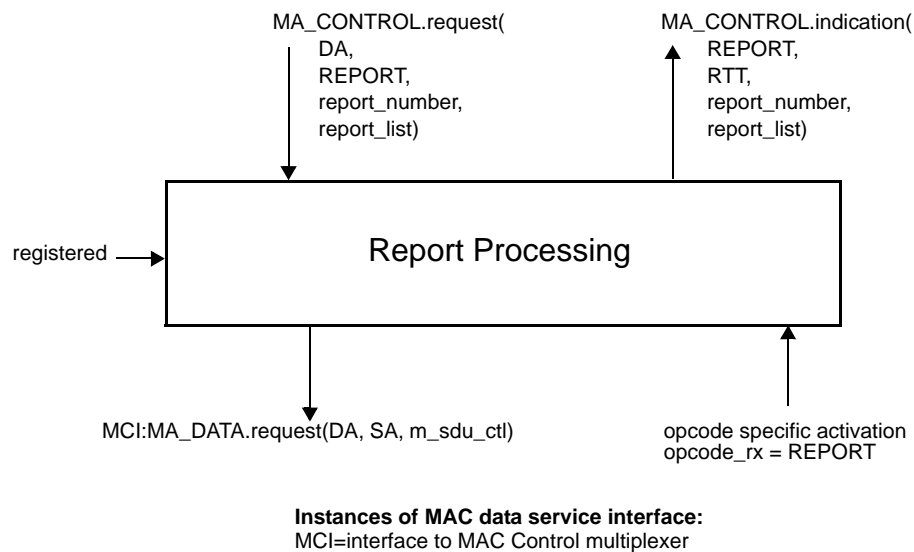 MA_CONTROL.request(
DA,
REPORT,
report_number,
report_list)
MA_CONTROL.indication(
REPORT,
RTT,
report_number,
report_list)
registered
Report Processing
MCI:MA_DATA.request(DA, SA, m_sdu_ctl)
opcode specific activation
opcode_rx = REPORT
Instances of MAC data service interface:
MCI=interface to MAC Control multiplexer